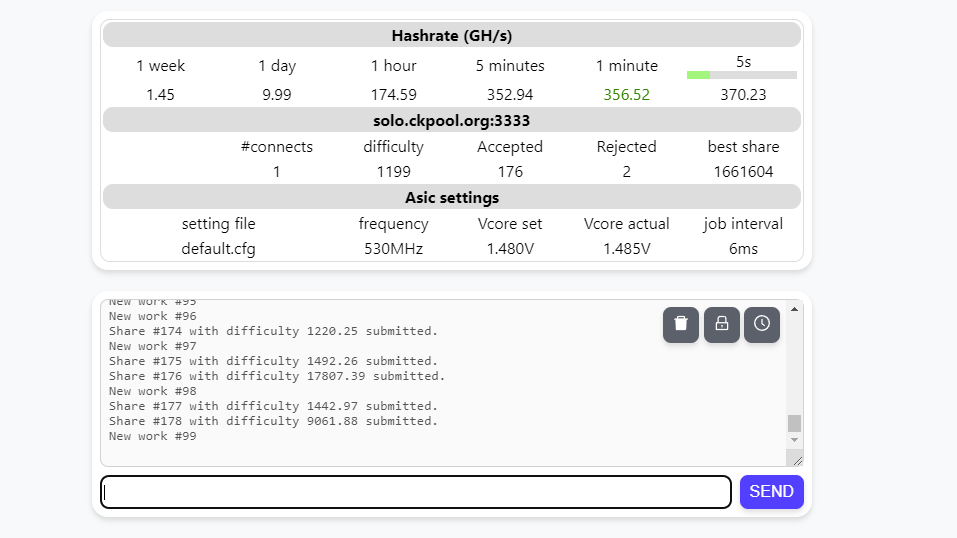 Hashrate (GH/s)
1 week 1 day 1 hour 5 minutes 1 minute 5s
1.45 9.99 174.59 352.94 356.52 370.23
solo.ckpool.org:3333
#connects difficulty Accepted Rejected best share
1 1199 176 2 1661604
Asic settings
setting file frequency Vcore set Vcore actual job interval
default.cfg 530MHz 1.480V 1.485V 6ms
New work #95
New work #96
Share #174 with difficulty 1220.25 submitted.
New work #97
Share #175 with difficulty 1492.26 submitted.
Share #176 with difficulty 17807.39 submitted.
New work #98
Share #177 with difficulty 1442.97 submitted.
Share #178 with difficulty 9061.88 submitted.
New work #99
SEND